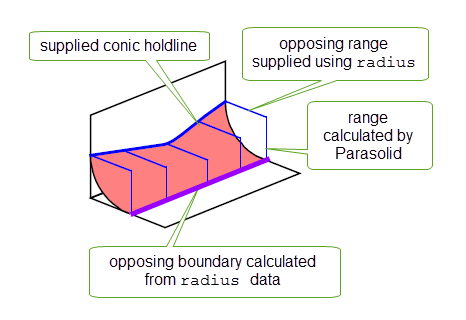 supplied conic holdline
opposing range
supplied using radius
range
calculated by
Parasolid
opposing boundary calculated
from radius data